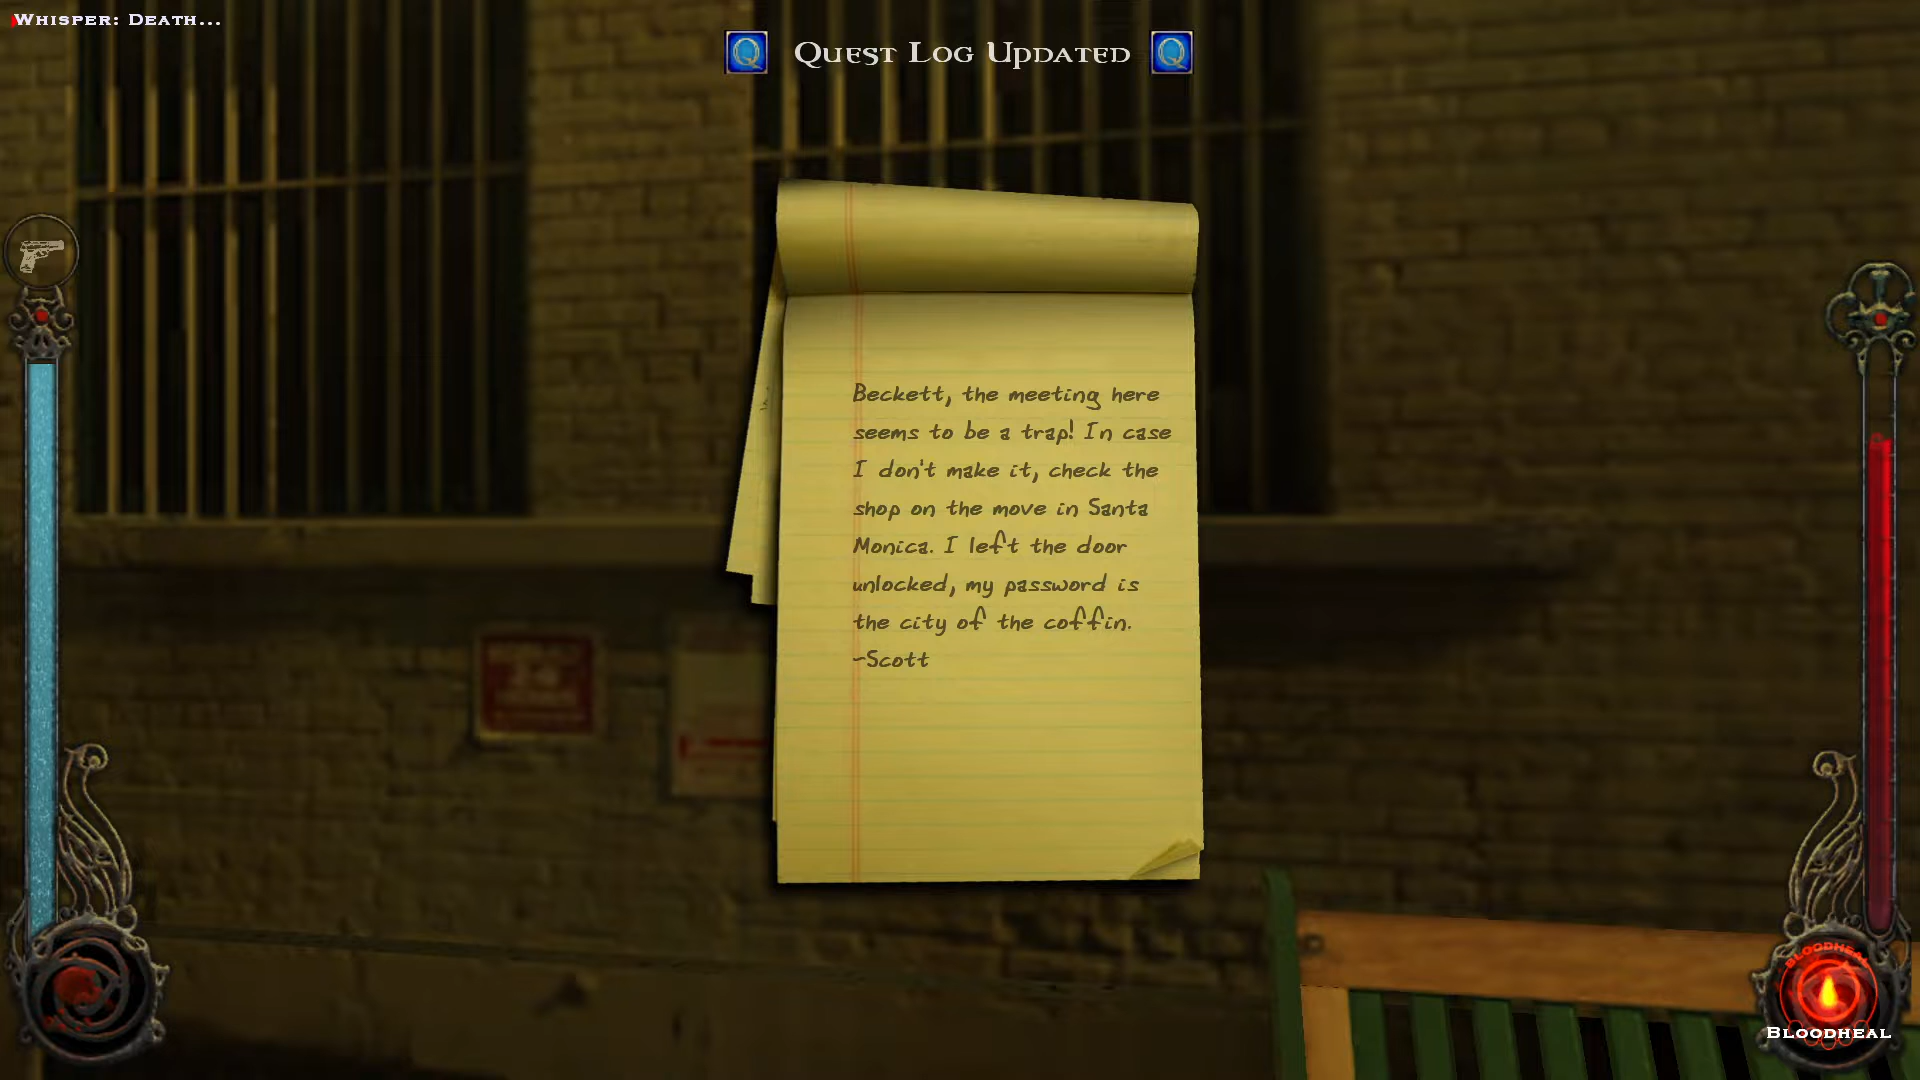 Whisper: Death...
Quest Log Updated
Beckett, the meeting here
seems to be a trap! In case
I don't make it, check the
shop on the move in Santa
Monica. I left the door
unlocked, my password is
the city of the coffin.
~Scott
BLOODHEAL
Bloodheal